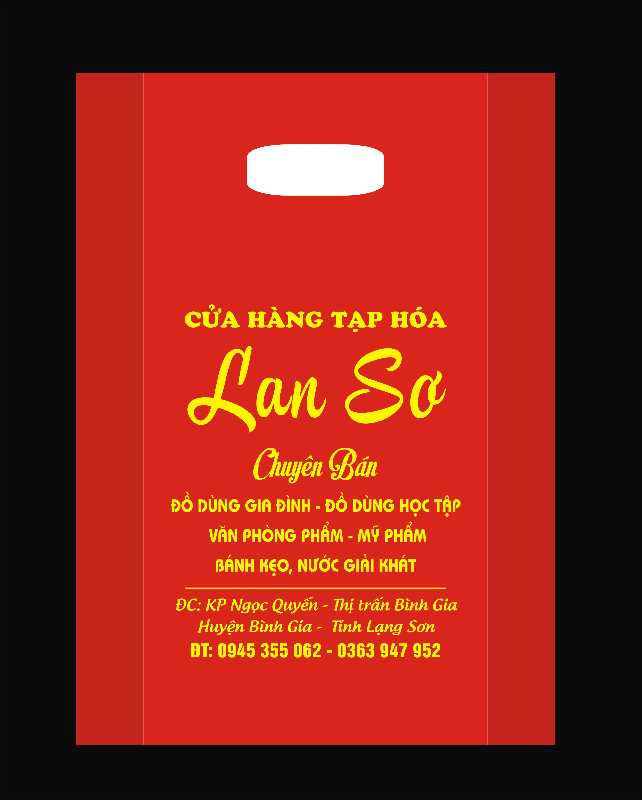 CỬA HÀNG TẠP HÓA
Lan Sơ
Chuyên Bán
ĐỒ DÙNG GIA ĐÌNH - ĐỒ DÙNG HỌC TẬP
VĂN PHÒNG PHẨM - MỸ PHẨM
BÁNH KẸO, NƯỚC GIẢI KHÁT
ĐC: KP Ngọc Quyến - Thị trấn Bình Gia
Huyện Bình Gia - Tỉnh Lạng Sơn
ĐT: 0945 355 062 - 0363 947 952